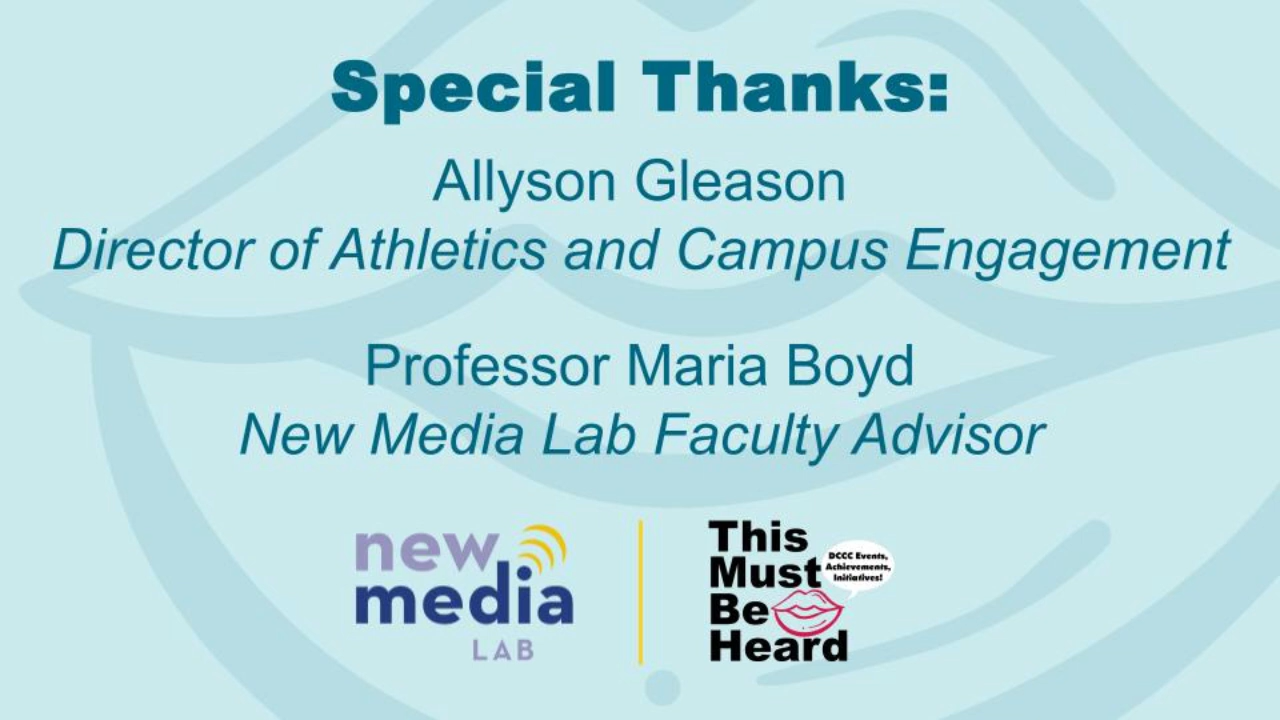 Special Thanks:
Allyson Gleason
Director of Athletics and Campus Engagement
Professor Maria Boyd
New Media Lab Faculty Advisor
new
media
LAB
This
Must
Be
Heard
DCCC Events,
Achievements,
Initiatives!